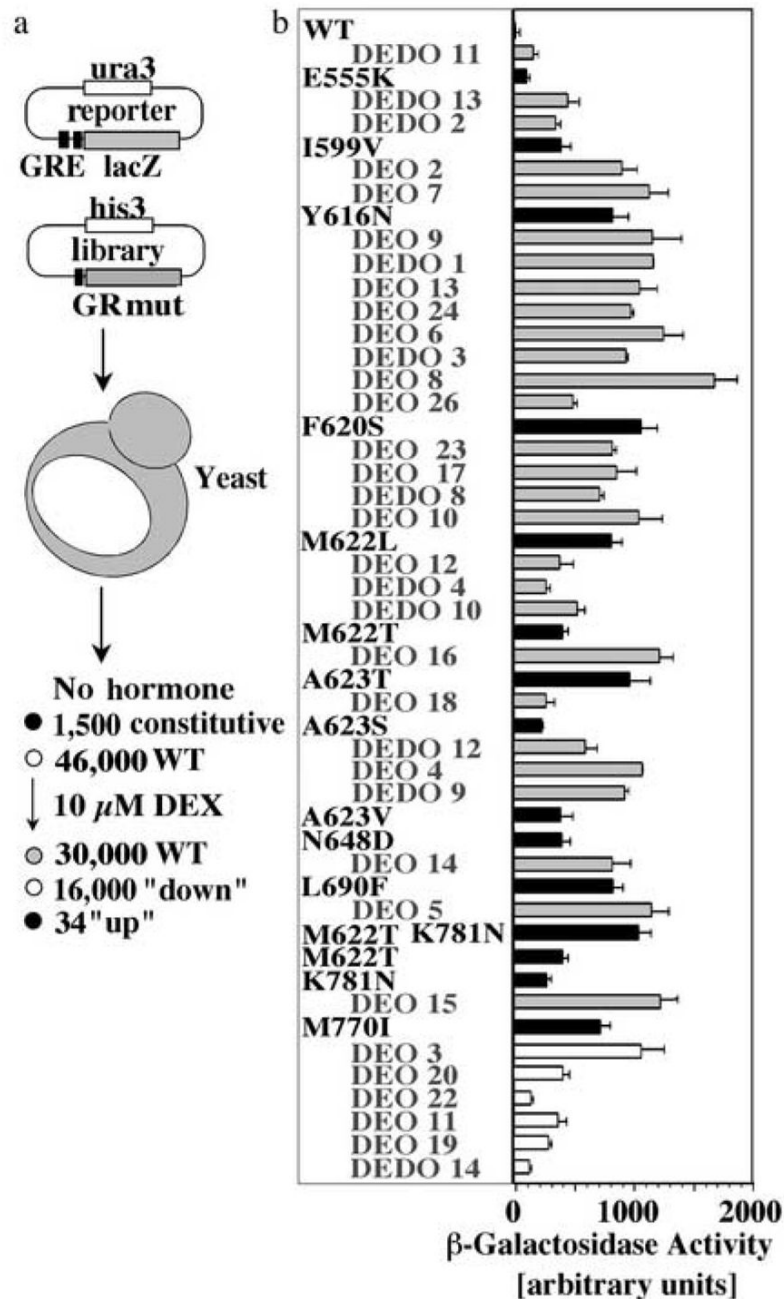 a
ura3
reporter
GRE lacZ
his3
library
GRmut
Yeast
No hormone
1,500 constitutive
46,000 WT
10 µM DEX
30,000 WT
16,000 "down"
34"up"
b
WT
DEDO 11
E555K
DEDO 13
DEDO 2
I599V
DEO 2
DEO 7
Y616N
DEO 9
DEDO 1
DEO 13
DEO 24
DEO 6
DEDO 3
DEO 8
DEO 26
F620S
DEO 23
DEO 17
DEDO 8
DEO 10
M622L
DEO 12
DEDO 4
DEDO 10
M622T
DEO 16
A623T
DEO 18
A623S
DEDO 12
DEO 4
DEDO 9
A623V
N648D
DEO 14
L690F
DEO 5
M622T K781N
M622T
K781N
DEO 15
M770I
DEO 3
DEO 20
DEO 22
DEO 11
DEO 19
DEDO 14
0 1000 2000
β-Galactosidase Activity
[arbitrary units]